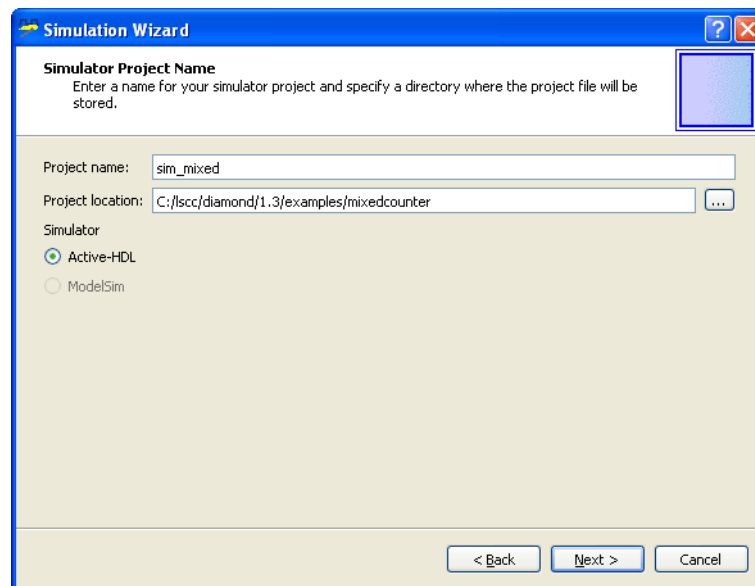 Simulation Wizard
?
Simulator Project Name
Enter a name for your simulator project and specify a directory where the project file will be
stored.
Project name: sim_mixed
Project location: C:/lscc/diamond/1.3/examples/mixedcounter ...
Simulator
Active-HDL
ModelSim
< Back Next > Cancel